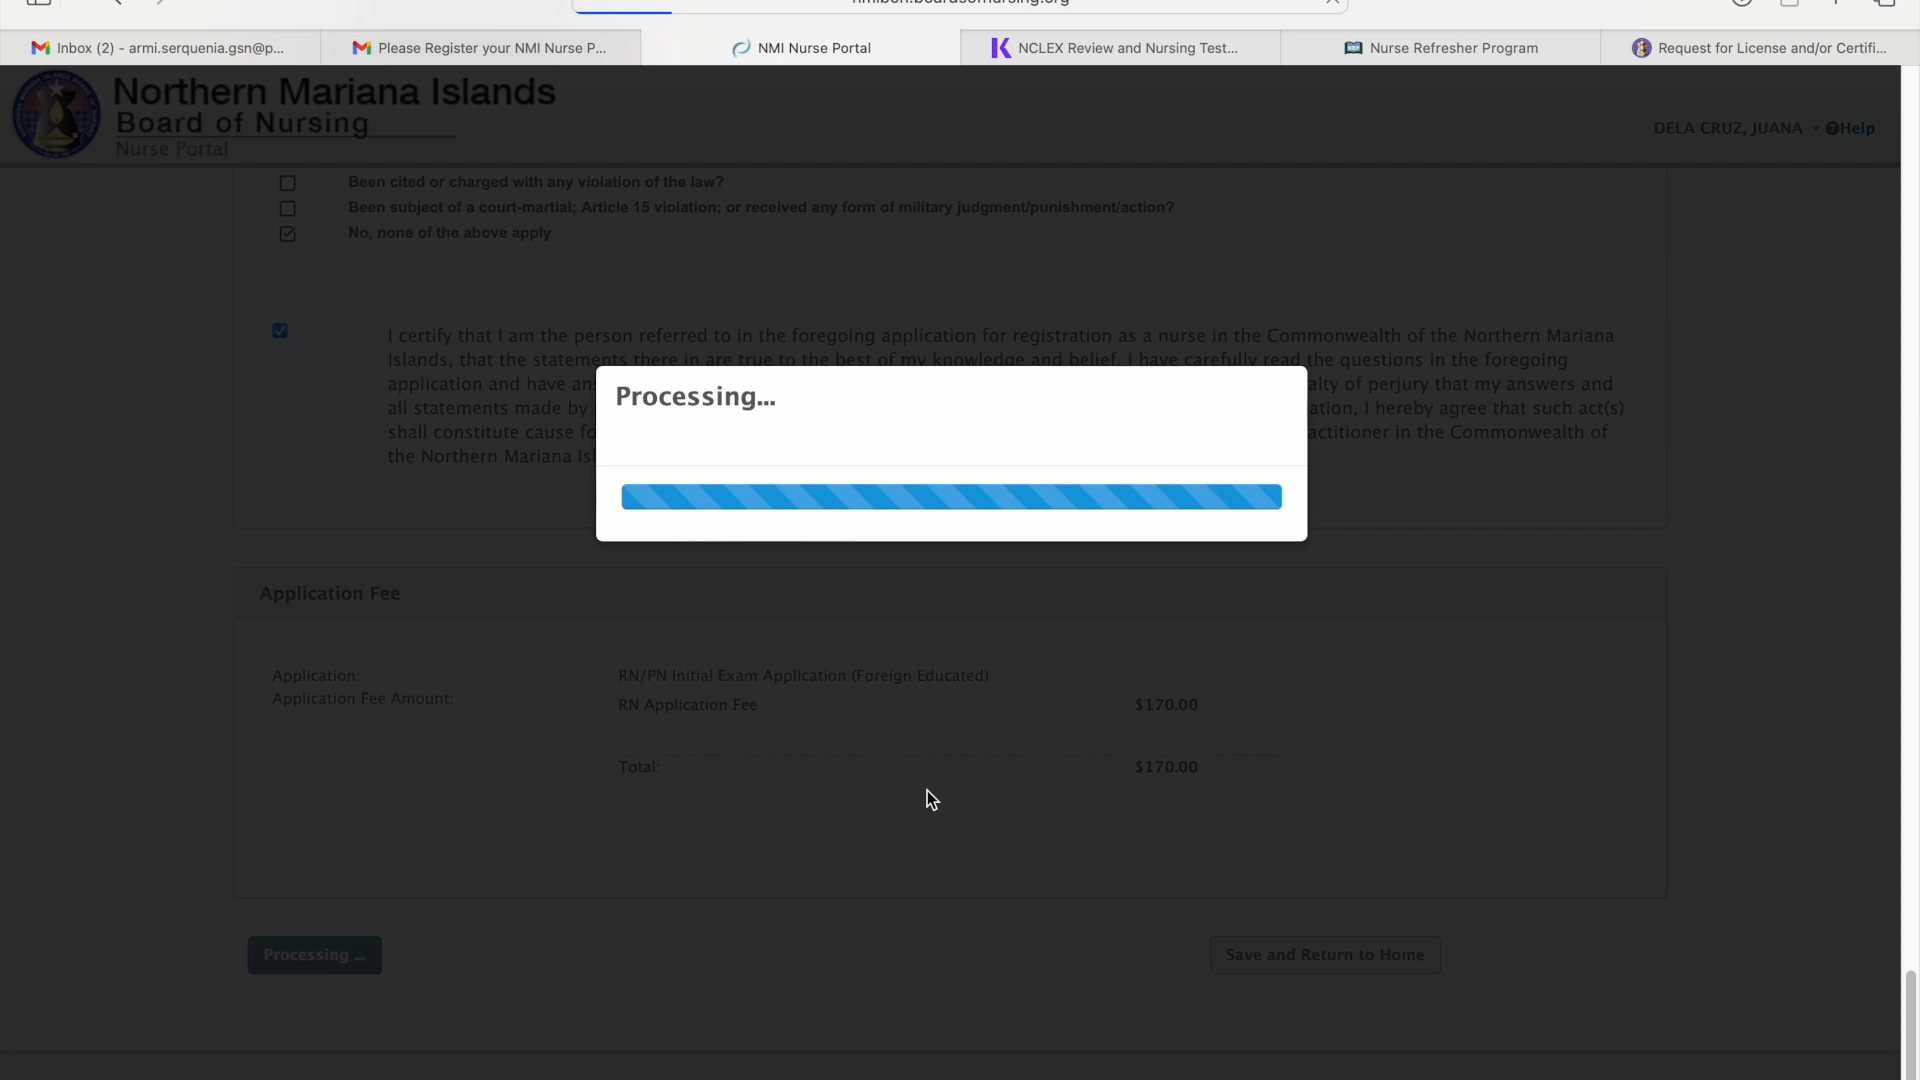 Inbox (2) - armi.serquenia.gsn@p...
Please Register your NMI Nurse P...
NMI Nurse Portal
NCLEX Review and Nursing Test...
Nurse Refresher Program
Request for License and/or Certifi...
Northern Mariana Islands
Board of Nursing
Nurse Portal
DELA CRUZ, JUANA
Help
Been cited or charged with any violation of the law?
Been subject of a court-martial; Article 15 violation; or received any form of military judgment/punishment/action?
No, none of the above apply
I certify that I am the person referred to in the foregoing application for registration as a nurse in the Commonwealth of the Northern Mariana
Islands, that the statements there in are true to the best of my knowledge and belief. I have carefully read the questions in the foregoing
application and have an alty of perjury that my answers and
all statements made by ation, I hereby agree that such act(s)
shall constitute cause fo actitioner in the Commonwealth of
the Northern Mariana Isl
Processing...
Application Fee
Application: RN/PN Initial Exam Application (Foreign Educated)
Application Fee Amount:
RN Application Fee $170.00
Total: $170.00
Processing ...
Save and Return to Home